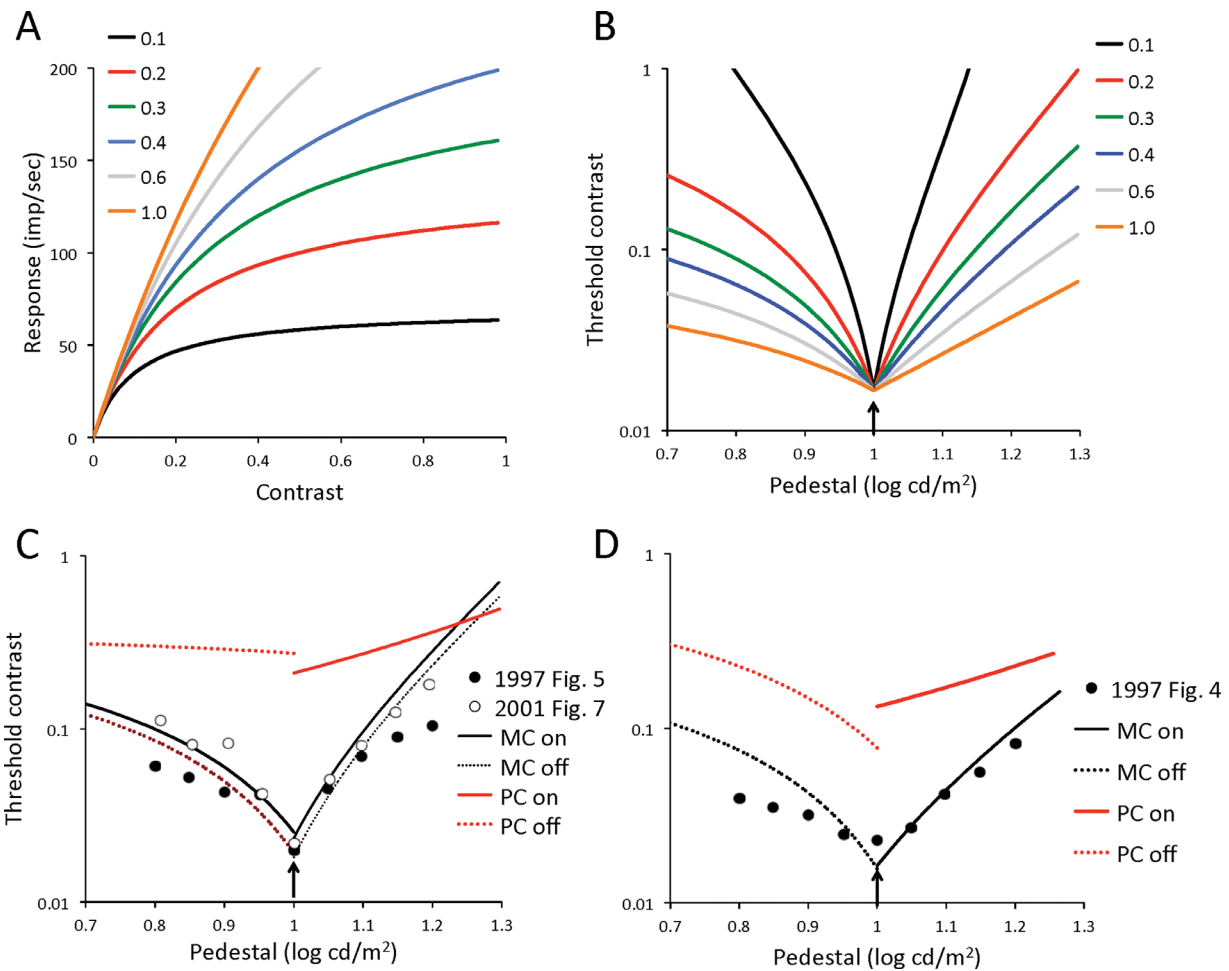 A
0.1
0.2
0.3
0.4
0.6
1.0
200
150
100
50
0
Response (imp/sec)
0 0.2 0.4 0.6 0.8 1
Contrast
B
0.1
0.2
0.3
0.4
0.6
1.0
1
0.1
0.01
Threshold contrast
0.7 0.8 0.9 1 1.1 1.2 1.3
Pedestal (log cd/m²)
C
1
0.1
0.01
Threshold contrast
1997 Fig. 5
2001 Fig. 7
MC on
MC off
PC on
PC off
0.7 0.8 0.9 1 1.1 1.2 1.3
Pedestal (log cd/m²)
D
1
0.1
0.01
Threshold contrast
1997 Fig. 4
MC on
MC off
PC on
PC off
0.7 0.8 0.9 1 1.1 1.2 1.3
Pedestal (log cd/m²)